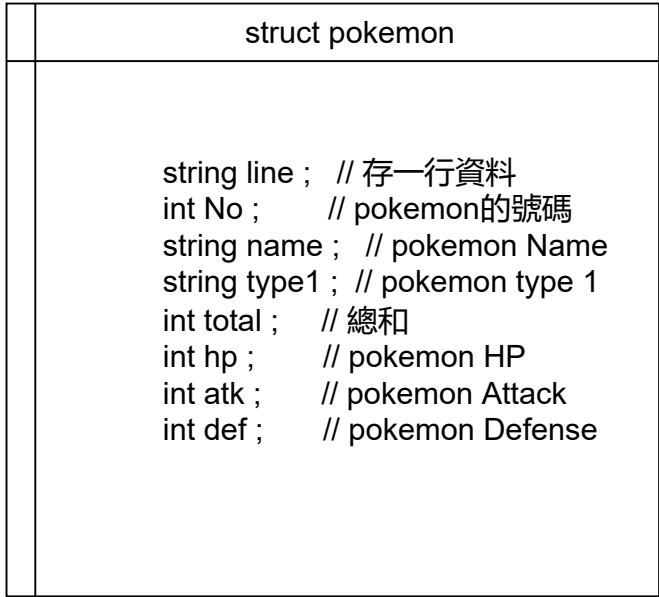 struct pokemon
string line ; // 存一行資料
int No ; // pokemon的號碼
string name ; // pokemon Name
string type1 ; // pokemon type 1
int total ; // 總和
int hp ; // pokemon HP
int atk ; // pokemon Attack
int def ; // pokemon Defense